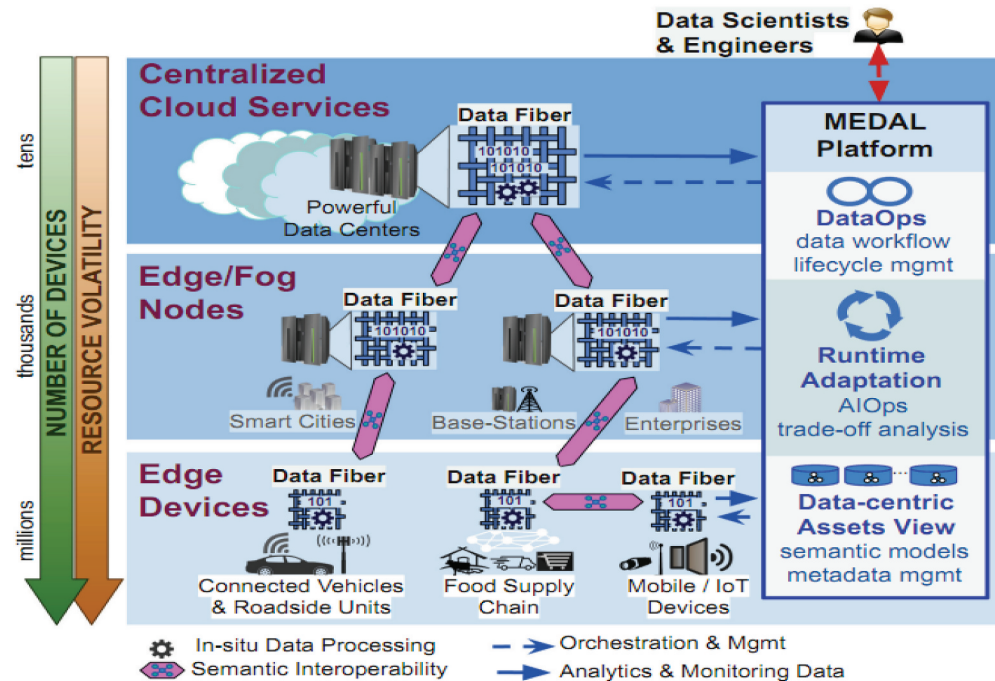 Data Scientists
& Engineers
tens
thousands
millions
NUMBER OF DEVICES
RESOURCE VOLATILITY
Centralized
Cloud Services
Data Fiber
101010
101010
Powerful
Data Centers
Edge/Fog
Nodes
Data Fiber
101010
Data Fiber
101010
Smart Cities
Base-Stations
Enterprises
Edge
Devices
Data Fiber
101
Data Fiber
101
Data Fiber
101
Connected Vehicles
& Roadside Units
Food Supply
Chain
Mobile / IoT
Devices
MEDAL
Platform
DataOps
data workflow
lifecycle mgmt
Runtime
Adaptation
AIOps
trade-off analysis
...
Data-centric
Assets View
semantic models
metadata mgmt
In-situ Data Processing
Semantic Interoperability
Orchestration & Mgmt
Analytics & Monitoring Data